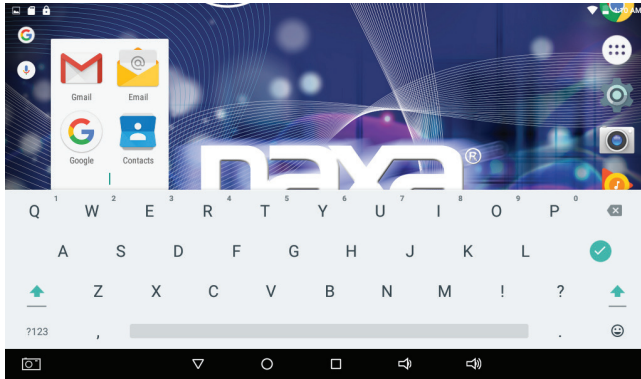 Gmail Email
Google Contacts
naxa®
1 2 3 4 5 6 7 8 9 0
Q W E R T Y U I O P
A S D F G H J K L
Z X C V B N M ! ?
?123 , .